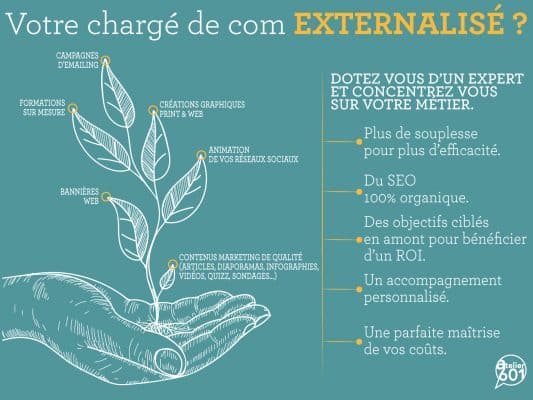 Votre chargé de com EXTERNALISÉ ?
CAMPAGNES
D'EMAILING
FORMATIONS
SUR MESURE
CRÉATIONS GRAPHIQUES
PRINT & WEB
ANIMATION
DE VOS RÉSEAUX SOCIAUX
BANNIÈRES
WEB
CONTENUS MARKETING DE QUALITÉ
(ARTICLES, DIAPORAMAS, INFOGRAPHIES,
VIDÉOS, QUIZZ, SONDAGES...)
DOTEZ VOUS D'UN EXPERT
ET CONCENTREZ VOUS
SUR VOTRE MÉTIER.
Plus de souplesse
pour plus d'efficacité.
Du SEO
100% organique.
Des objectifs ciblés
en amont pour bénéficier
d'un ROI.
Un accompagnement
personnalisé.
Une parfaite maîtrise
de vos coûts.
atelier
601